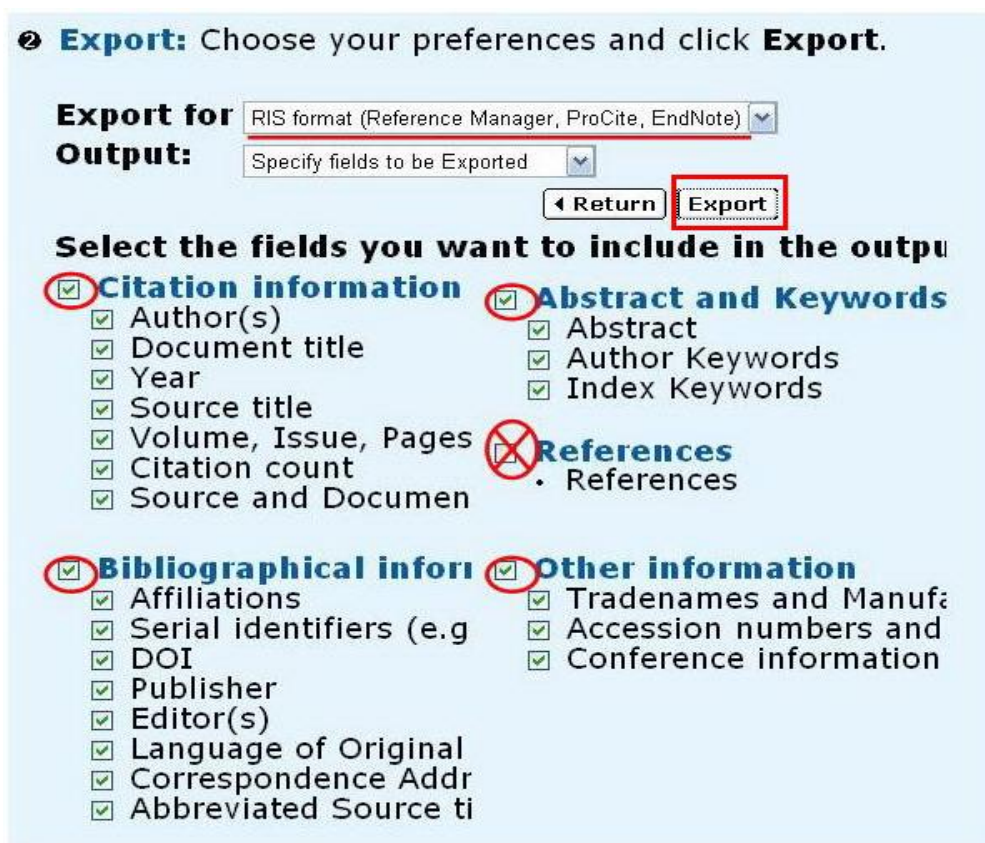 ❷ Export: Choose your preferences and click Export.
Export for RIS format (Reference Manager, ProCite, EndNote)
Output: Specify fields to be Exported
Return Export
Select the fields you want to include in the outpu
Citation information
Author(s)
Document title
Year
Source title
Volume, Issue, Pages
Citation count
Source and Documen
Abstract and Keywords
Abstract
Author Keywords
Index Keywords
References
• References
Bibliographical inforı
Affiliations
Serial identifiers (e.g
DOI
Publisher
Editor(s)
Language of Original
Correspondence Addr
Abbreviated Source ti
Other information
Tradenames and Manufa
Accession numbers and
Conference information